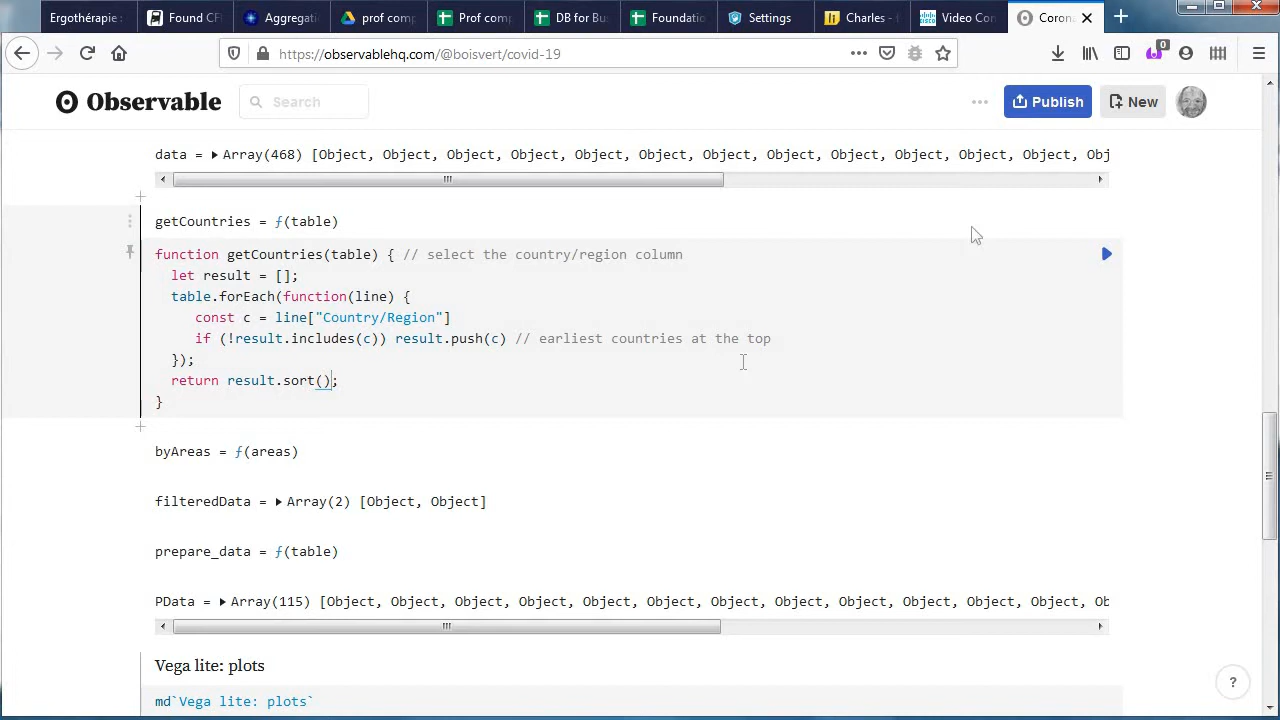 Ergothérapie :
Found CF
Aggregatio
prof comp
Prof comp
DB for Bu
Foundatio
Settings
Charles - f
Video Con
Corona
https://observablehq.com/@boisvert/covid-19
0
Observable
Search
Publish
New
data = Array(468) [Object, Object, Object, Object, Object, Object, Object, Object, Object, Object, Object, Object, Obj
getCountries = ƒ(table)
function getCountries(table) { // select the country/region column
let result = [];
table.forEach(function(line) {
const c = line["Country/Region"]
if (!result.includes(c)) result.push(c) // earliest countries at the top
});
return result.sort();
}
byAreas = ƒ(areas)
filteredData = Array(2) [Object, Object]
prepare_data = ƒ(table)
PData = Array(115) [Object, Object, Object, Object, Object, Object, Object, Object, Object, Object, Object, Object, Ob
Vega lite: plots
md`Vega lite: plots`
?